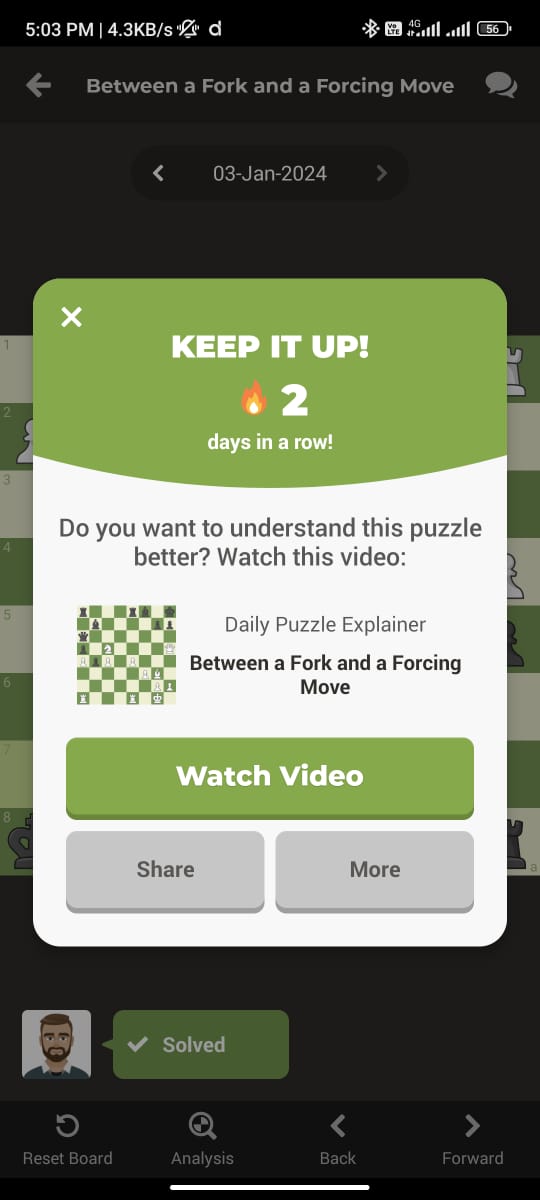 5:03 PM | 4.3KB/s d Vo LTE 4G 56
Between a Fork and a Forcing Move
03-Jan-2024
KEEP IT UP!
2
days in a row!
1
2
3
4
5
6
7
8
a
Do you want to understand this puzzle
better? Watch this video:
Daily Puzzle Explainer
Between a Fork and a Forcing
Move
Watch Video
Share More
Solved
Reset Board Analysis Back Forward